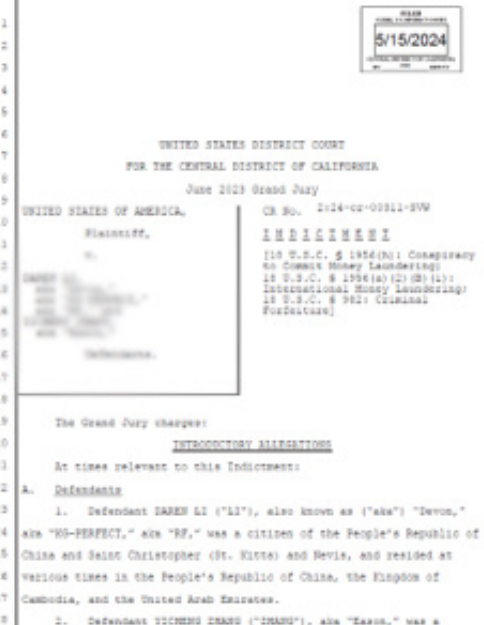 5/15/2024
UNITED STATES DISTRICT COURT
FOR THE CENTRAL DISTRICT OF CALIFORNIA
June 2023 Grand Jury
UNITED STATES OF AMERICA,
Plaintiff,
v.
Defendants.
CR No.
I N D I C T M E N T
[18 U.S.C. § 1956(h): Conspiracy
to Commit Money Laundering;
18 U.S.C. § 1956(a)(2)(B)(i):
International Money Laundering;
18 U.S.C. § 982: Criminal
Forfeiture]
The Grand Jury charges:
INTRODUCTORY ALLEGATIONS
At times relevant to this Indictment:
A. Defendants
1. Defendant DAREN LI ("LI"), also known as ("aka") "Devon,"
aka "KG-PERFECT," aka "RF," was a citizen of the People's Republic of
China and Saint Christopher (St. Kitts) and Nevis, and resided at
various times in the People's Republic of China, the Kingdom of
Cambodia, and the United Arab Emirates.
2. Defendant YICHENG ZHANG ("ZHANG"), aka "Eason," was a